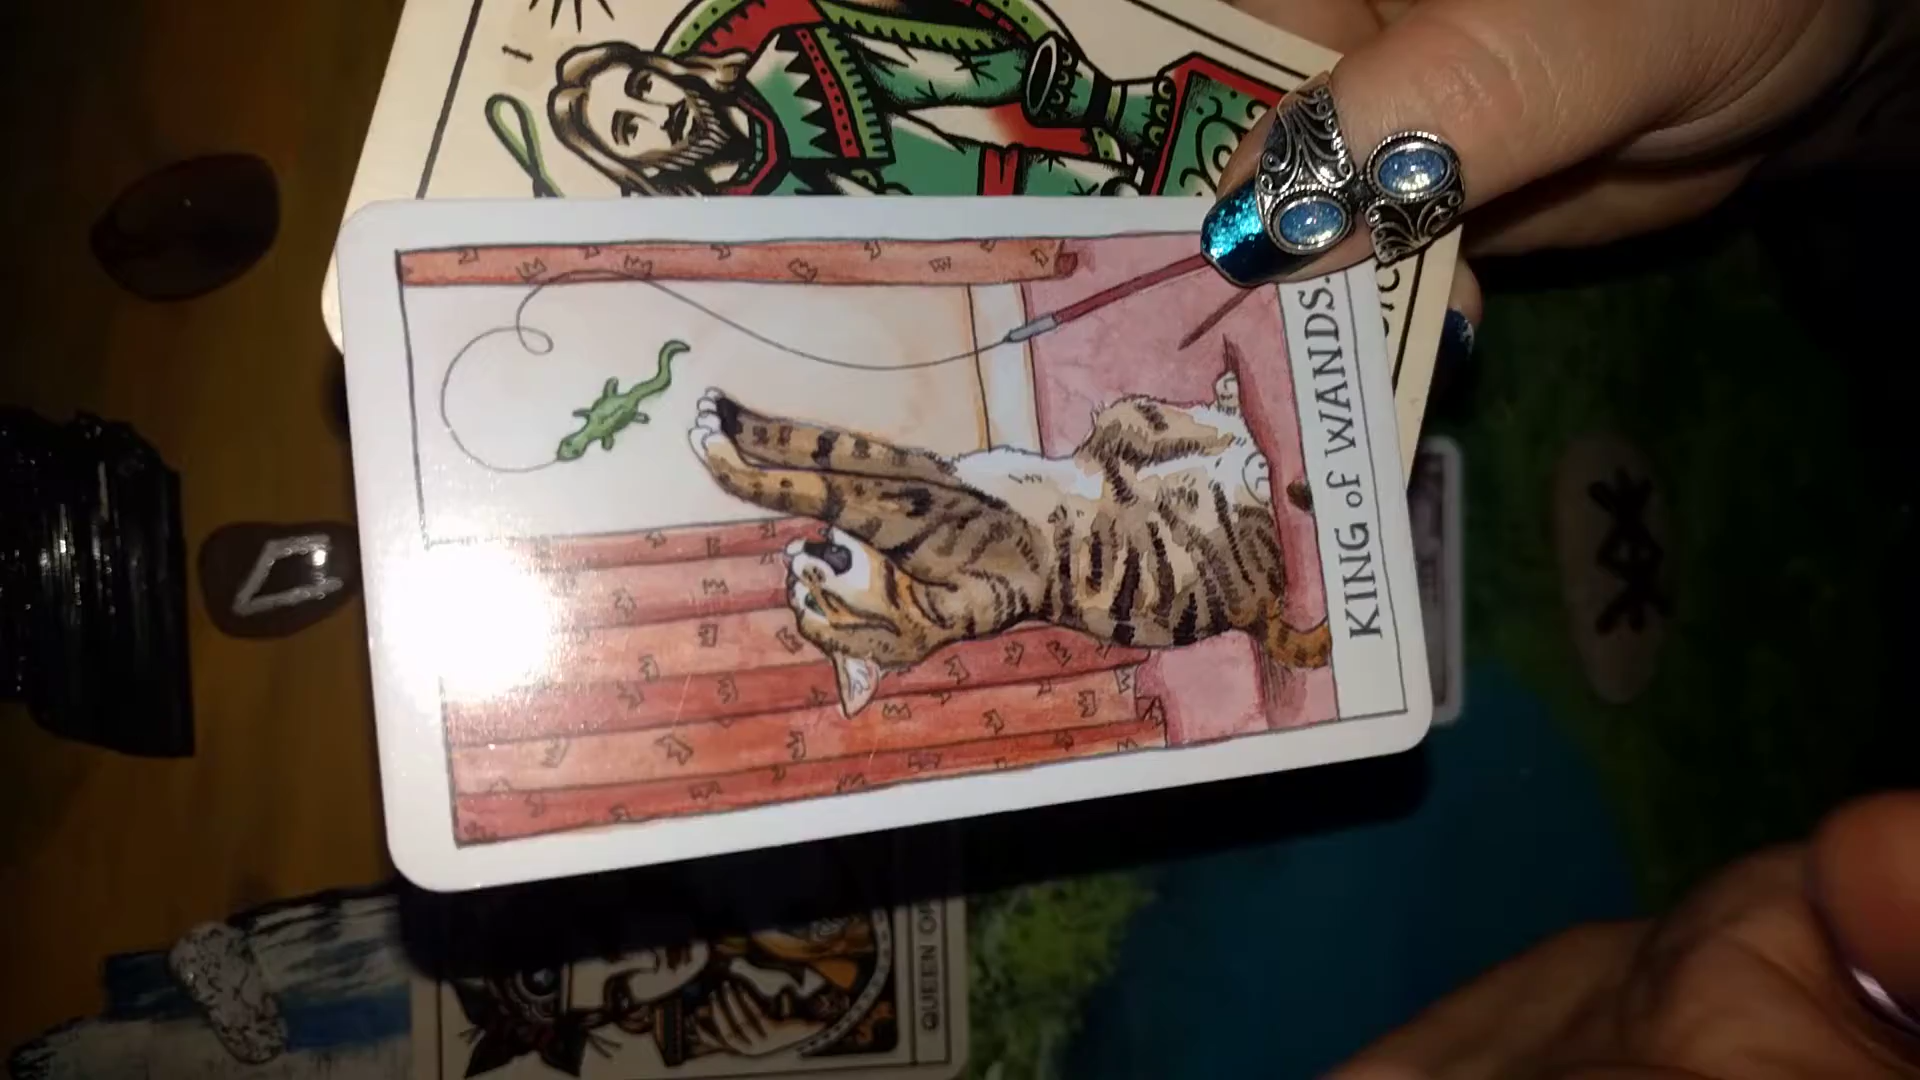 KING of WANDS.
QUEEN OF
I